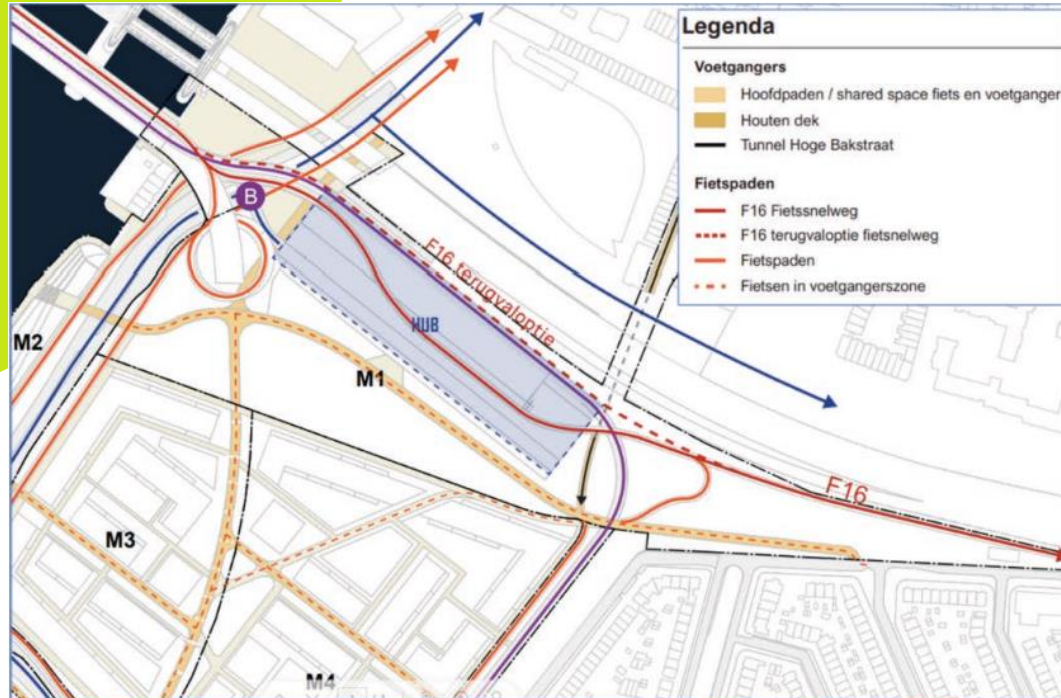 Legenda
Voetgangers
Hoofdpaden / shared space fiets en voetganger
Houten dek
Tunnel Hoge Bakstraat
Fietspaden
F16 Fietssnelweg
F16 terugvaloptie fietsnelweg
Fietspaden
Fietsen in voetgangerszone
B
F16 terugvaloptie
HUB
M2
M1
F16
M3
M4